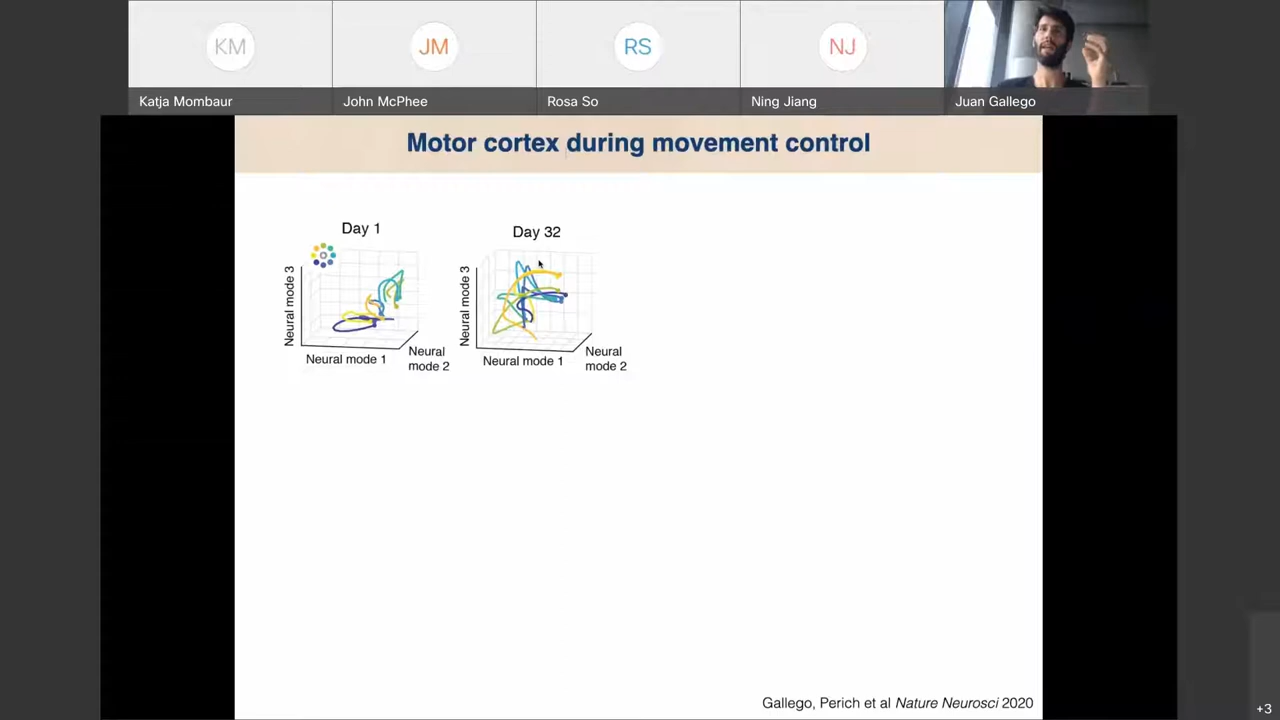 KM
JM
RS
NJ
Katja Mombaur
John McPhee
Rosa So
Ning Jiang
Juan Gallego
Motor cortex during movement control
Day 1
Day 32
Neural mode 3
Neural mode 1
Neural
mode 2
Neural mode 3
Neural mode 1
Neural
mode 2
Gallego, Perich et al Nature Neurosci 2020
+3